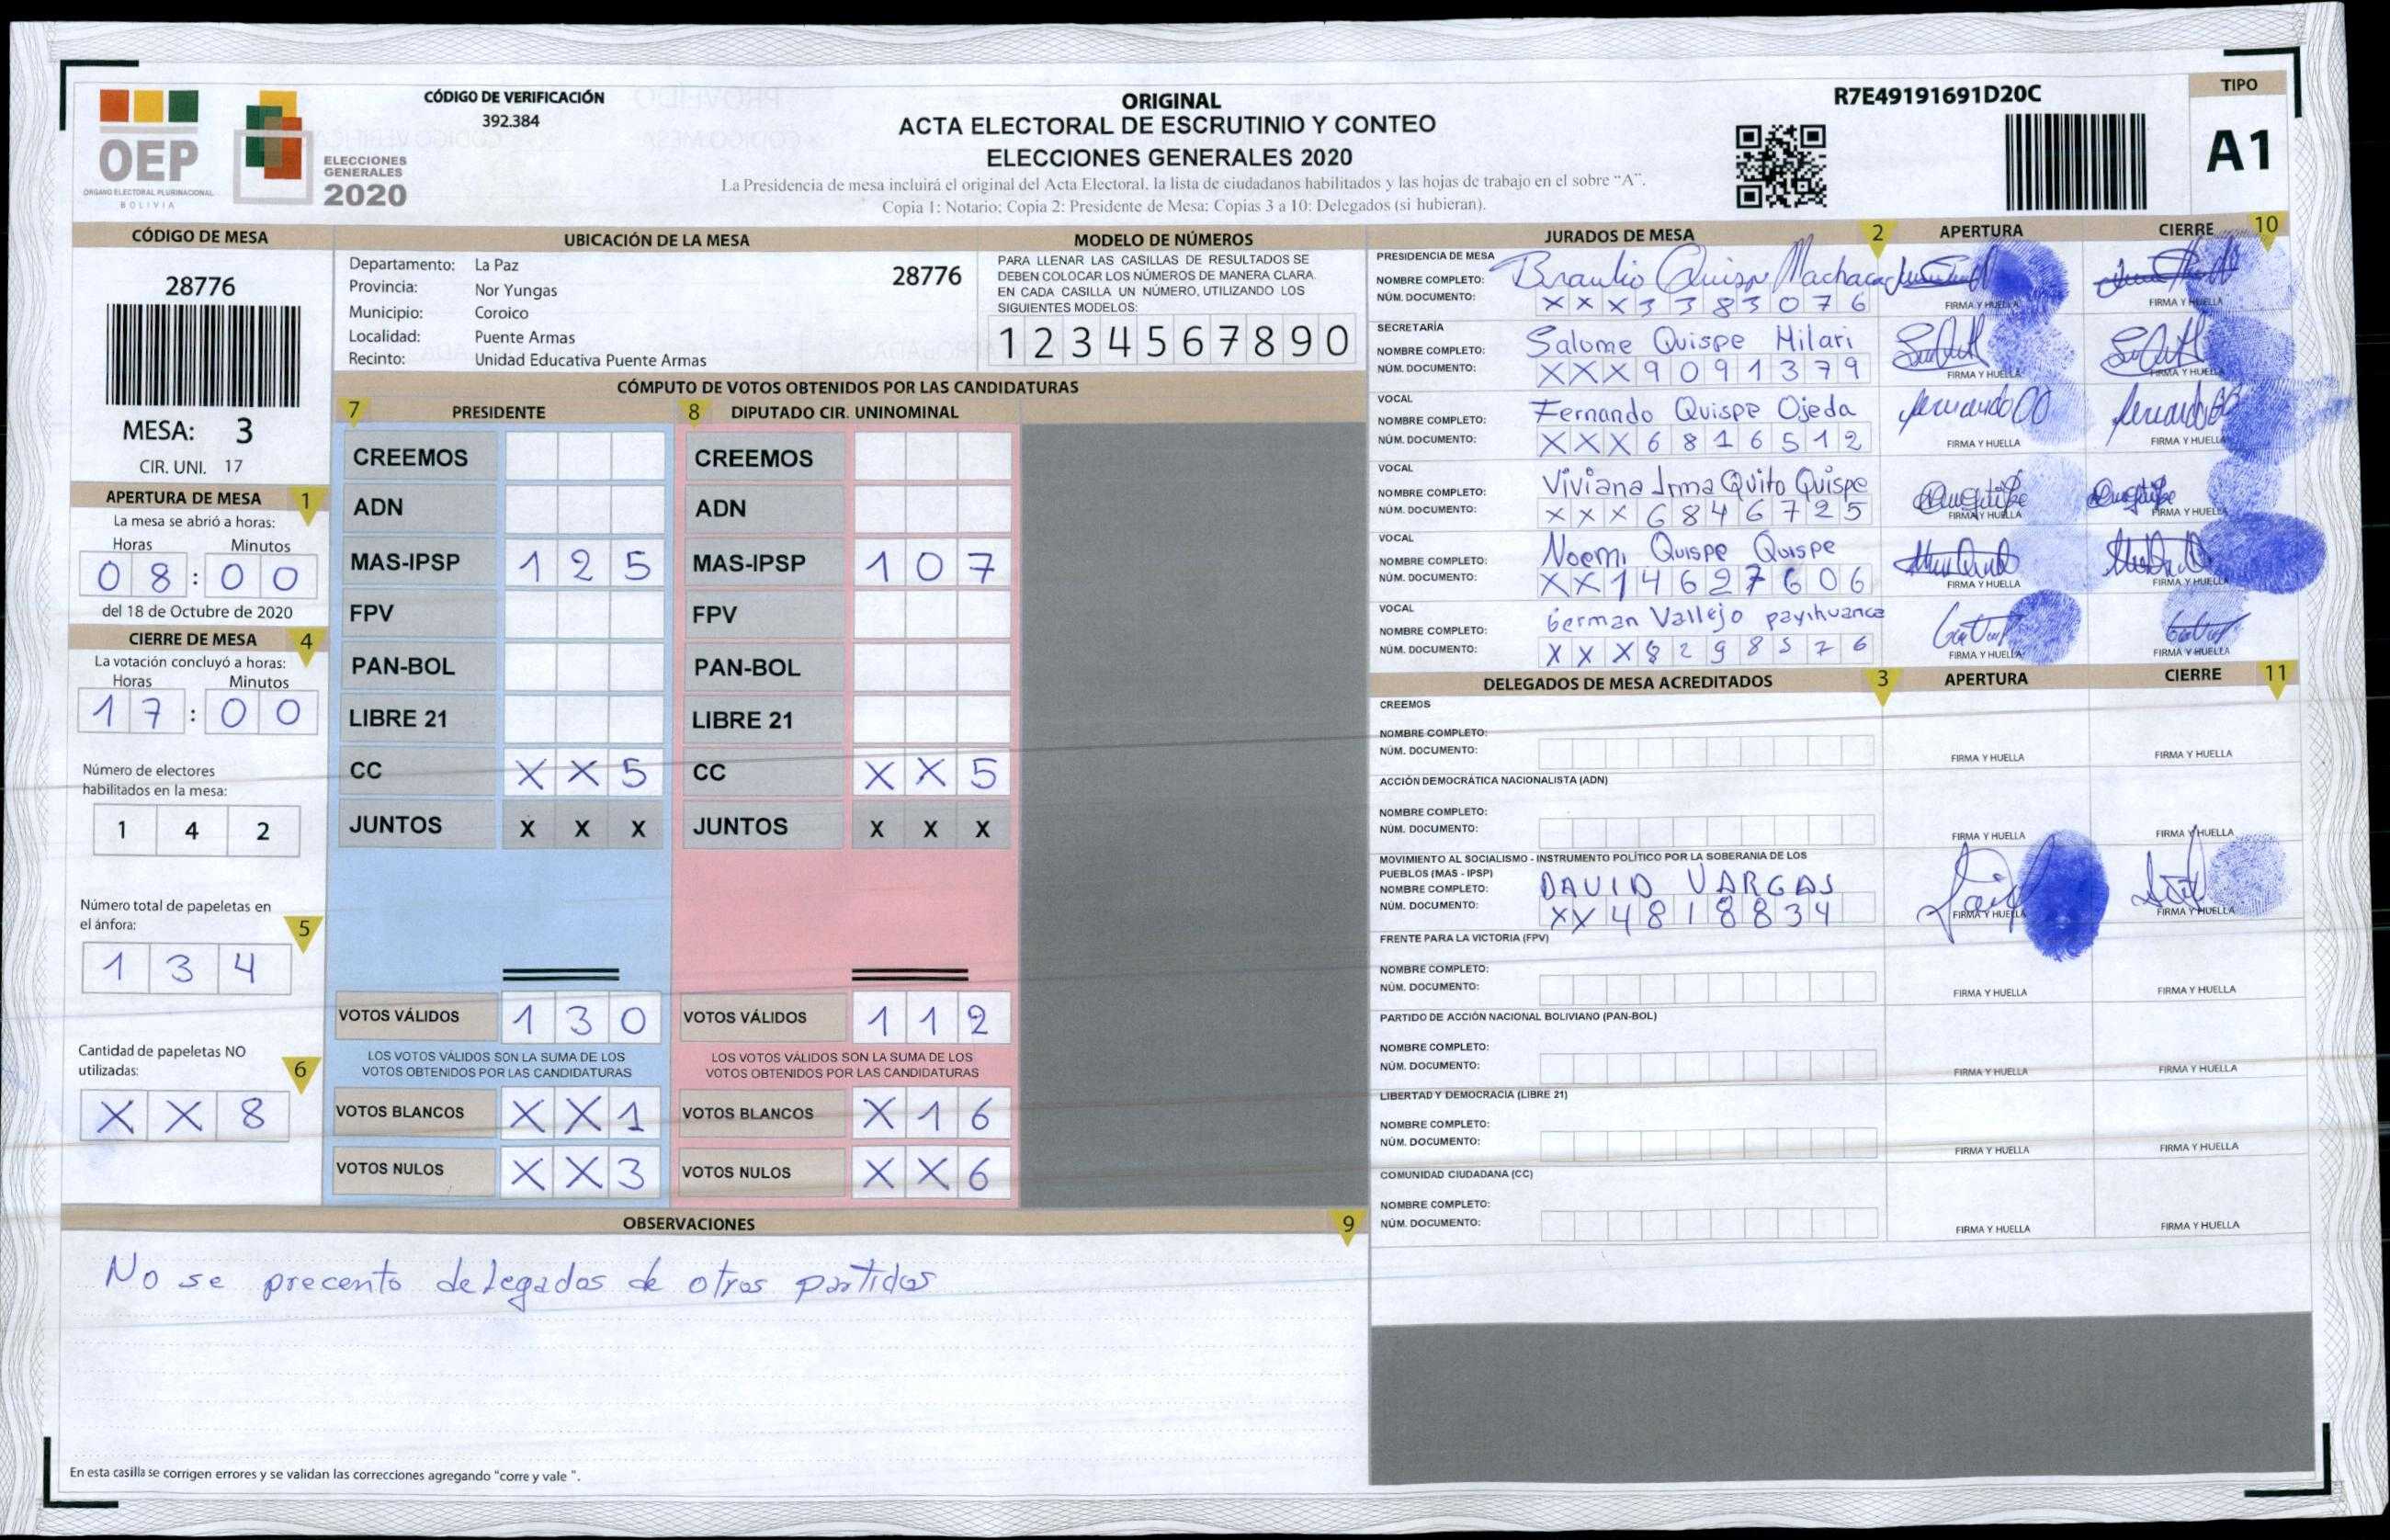 OEP
ÓRGANO ELECTORAL PLURINACIONAL
BOLIVIA
ELECCIONES
GENERALES
2020
CÓDIGO DE VERIFICACIÓN
392.384
ORIGINAL
ACTA ELECTORAL DE ESCRUTINIO Y CONTEO
ELECCIONES GENERALES 2020
La Presidencia de mesa incluirá el original del Acta Electoral, la lista de ciudadanos habilitados y las hojas de trabajo en el sobre “A”.
Copia 1: Notario; Copia 2: Presidente de Mesa; Copias 3 a 10: Delegados (si hubieran).
R7E49191691D20C
TIPO
A1
CÓDIGO DE MESA
28776
MESA: 3
CIR. UNI. 17
APERTURA DE MESA 1
La mesa se abrió a horas:
Horas Minutos
0 8 : 0 0
del 18 de Octubre de 2020
CIERRE DE MESA 4
La votación concluyó a horas:
Horas Minutos
1 7 : 0 0
Número de electores
habilitados en la mesa:
1 4 2
Número total de papeletas en
el ánfora: 5
1 3 4
Cantidad de papeletas NO
utilizadas: 6
X X 8
UBICACIÓN DE LA MESA
Departamento: La Paz
28776
Provincia: Nor Yungas
Municipio: Coroico
Localidad: Puente Armas
Recinto: Unidad Educativa Puente Armas
MODELO DE NÚMEROS
PARA LLENAR LAS CASILLAS DE RESULTADOS SE
DEBEN COLOCAR LOS NÚMEROS DE MANERA CLARA
EN CADA CASILLA UN NÚMERO, UTILIZANDO LOS
SIGUIENTES MODELOS:
1 2 3 4 5 6 7 8 9 0
CÓMPUTO DE VOTOS OBTENIDOS POR LAS CANDIDATURAS
7 PRESIDENTE
CREEMOS
ADN
MAS-IPSP 1 2 5
FPV
PAN-BOL
LIBRE 21
CC X X 5
JUNTOS X X X
VOTOS VÁLIDOS 1 3 0
LOS VOTOS VÁLIDOS SON LA SUMA DE LOS
VOTOS OBTENIDOS POR LAS CANDIDATURAS
VOTOS BLANCOS X X 1
VOTOS NULOS X X 3
8 DIPUTADO CIR. UNINOMINAL
CREEMOS
ADN
MAS-IPSP 1 0 7
FPV
PAN-BOL
LIBRE 21
CC X X 5
JUNTOS X X X
VOTOS VÁLIDOS 1 1 2
LOS VOTOS VÁLIDOS SON LA SUMA DE LOS
VOTOS OBTENIDOS POR LAS CANDIDATURAS
VOTOS BLANCOS X 1 6
VOTOS NULOS X X 6
OBSERVACIONES 9
No se precento delegados de otros partidos
En esta casilla se corrigen errores y se validan las correcciones agregando "corre y vale ".
JURADOS DE MESA 2 APERTURA CIERRE 10
PRESIDENCIA DE MESA
NOMBRE COMPLETO: Braulio Quispe Machaca
NÚM. DOCUMENTO: X X X 3 3 8 3 0 7 6
FIRMA Y HUELLA FIRMA Y HUELLA
SECRETARÍA
NOMBRE COMPLETO: Salome Quispe Milari
NÚM. DOCUMENTO: X X X 9 0 9 1 3 7 9
FIRMA Y HUELLA FIRMA Y HUELLA
VOCAL
NOMBRE COMPLETO: Fernando Quispe Ojeda
NÚM. DOCUMENTO: X X X 6 8 1 6 5 1 2
FIRMA Y HUELLA FIRMA Y HUELLA
VOCAL
NOMBRE COMPLETO: Viviana Irma Quito Quispe
NÚM. DOCUMENTO: X X X 6 8 4 6 7 2 5
FIRMA Y HUELLA FIRMA Y HUELLA
VOCAL
NOMBRE COMPLETO: Noemi Quispe Quispe
NÚM. DOCUMENTO: X X 1 4 6 2 7 6 0 6
FIRMA Y HUELLA FIRMA Y HUELLA
VOCAL
NOMBRE COMPLETO: German Vallejo payihuanca
NÚM. DOCUMENTO: X X X 8 2 9 8 5 7 6
FIRMA Y HUELLA FIRMA Y HUELLA
DELEGADOS DE MESA ACREDITADOS 3 APERTURA CIERRE 11
CREEMOS
NOMBRE COMPLETO:
NÚM. DOCUMENTO:
FIRMA Y HUELLA FIRMA Y HUELLA
ACCIÓN DEMOCRÁTICA NACIONALISTA (ADN)
NOMBRE COMPLETO:
NÚM. DOCUMENTO:
FIRMA Y HUELLA FIRMA Y HUELLA
MOVIMIENTO AL SOCIALISMO - INSTRUMENTO POLÍTICO POR LA SOBERANIA DE LOS
PUEBLOS (MAS - IPSP)
NOMBRE COMPLETO: DAVID VARGAS
NÚM. DOCUMENTO: X X 4 8 1 8 8 3 4
FIRMA Y HUELLA FIRMA Y HUELLA
FRENTE PARA LA VICTORIA (FPV)
NOMBRE COMPLETO:
NÚM. DOCUMENTO:
FIRMA Y HUELLA FIRMA Y HUELLA
PARTIDO DE ACCIÓN NACIONAL BOLIVIANO (PAN-BOL)
NOMBRE COMPLETO:
NÚM. DOCUMENTO:
FIRMA Y HUELLA FIRMA Y HUELLA
LIBERTAD Y DEMOCRACIA (LIBRE 21)
NOMBRE COMPLETO:
NÚM. DOCUMENTO:
FIRMA Y HUELLA FIRMA Y HUELLA
COMUNIDAD CIUDADANA (CC)
NOMBRE COMPLETO:
NÚM. DOCUMENTO:
FIRMA Y HUELLA FIRMA Y HUELLA